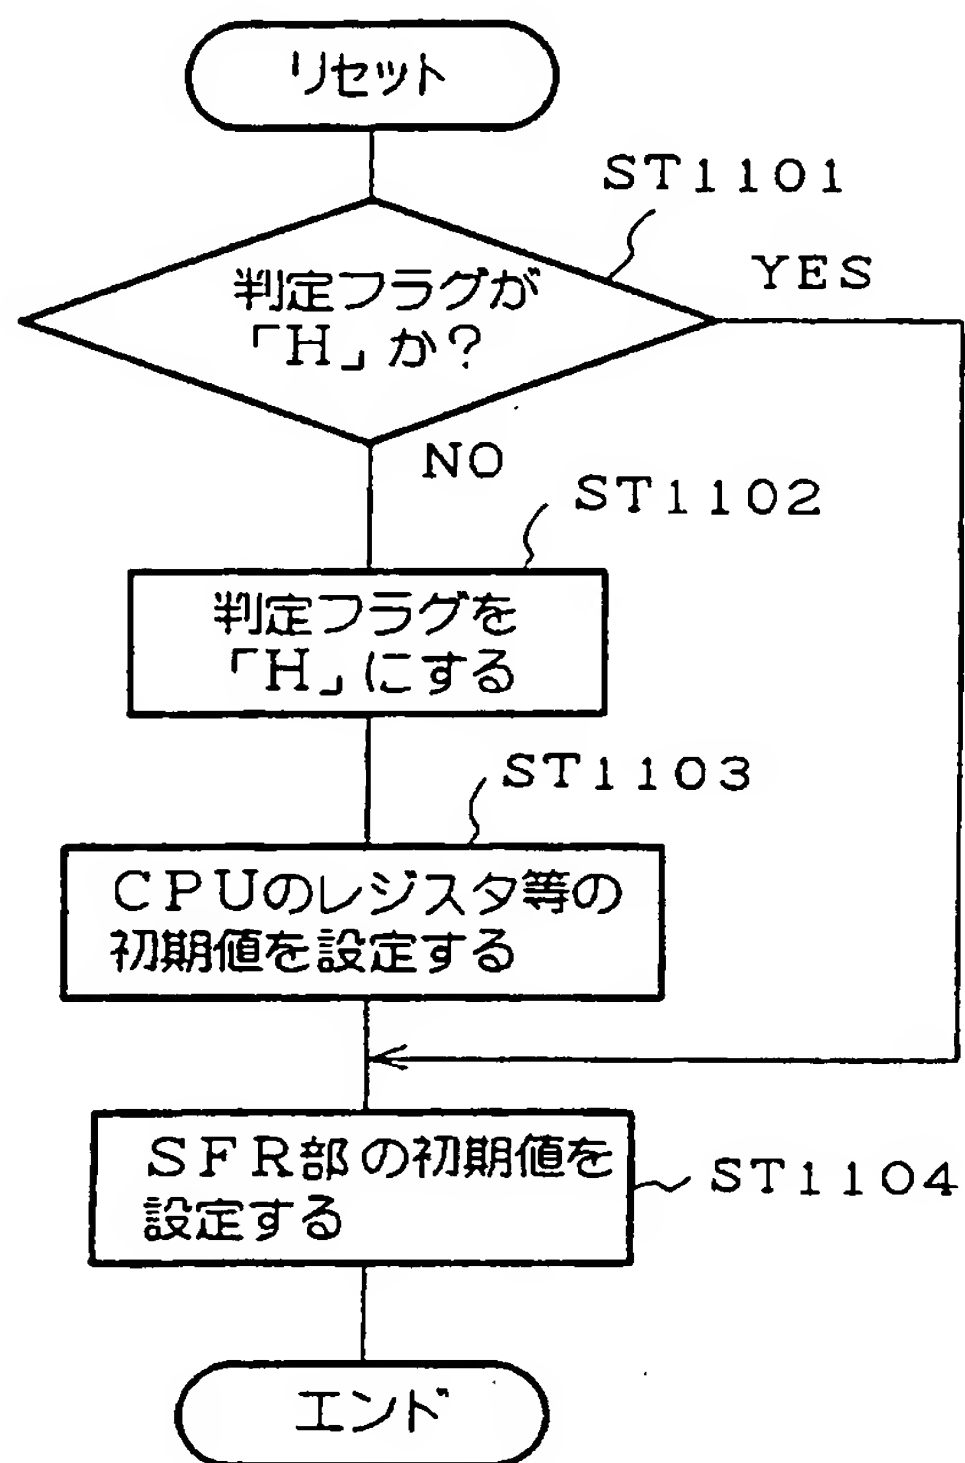 リセット
ST1101
判定フラグが
「H」か?
YES
NO
ST1102
判定フラグを
「H」にする
ST1103
CPUのレジスタ等の
初期値を設定する
SFR部の初期値を
設定する
ST1104
エンド